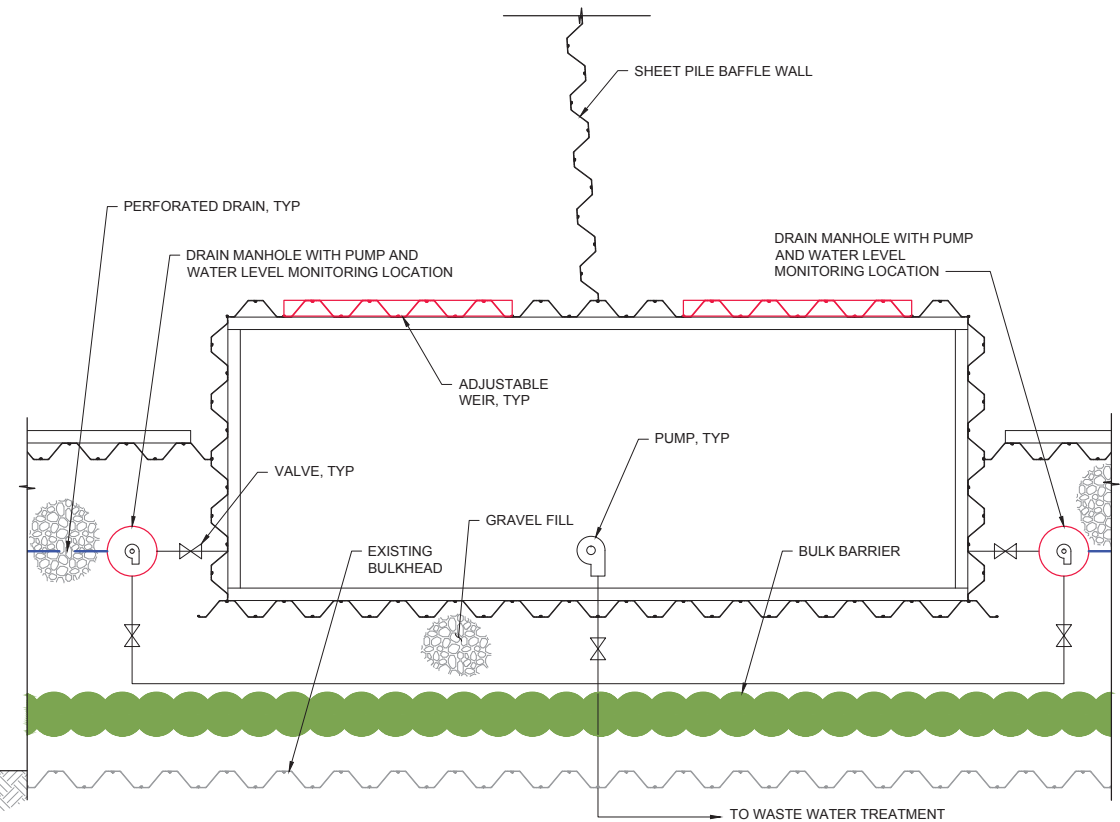 SHEET PILE BAFFLE WALL
PERFORATED DRAIN, TYP
DRAIN MANHOLE WITH PUMP AND
WATER LEVEL MONITORING LOCATION
DRAIN MANHOLE WITH PUMP
AND WATER LEVEL
MONITORING LOCATION
ADJUSTABLE
WEIR, TYP
PUMP, TYP
VALVE, TYP
GRAVEL FILL
EXISTING
BULKHEAD
BULK BARRIER
TO WASTE WATER TREATMENT